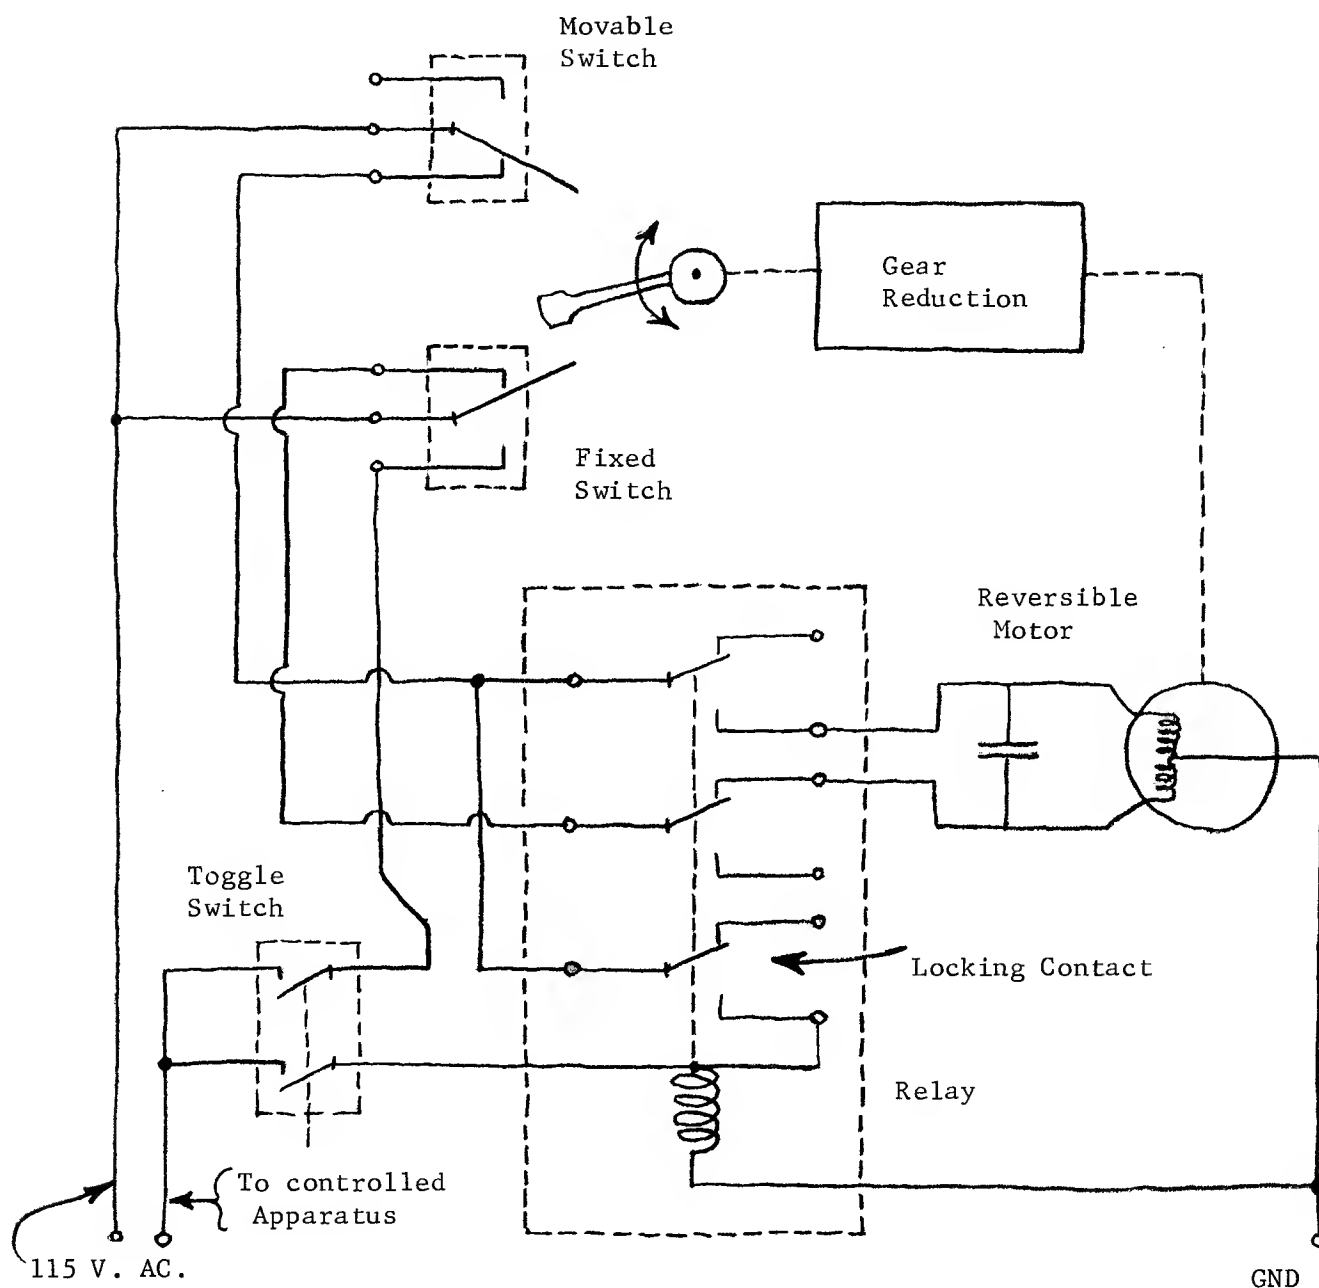 Movable
Switch
Gear
Reduction
Fixed
Switch
Reversible
Motor
Toggle
Switch
Locking Contact
Relay
To controlled
Apparatus
115 V. AC.
GND